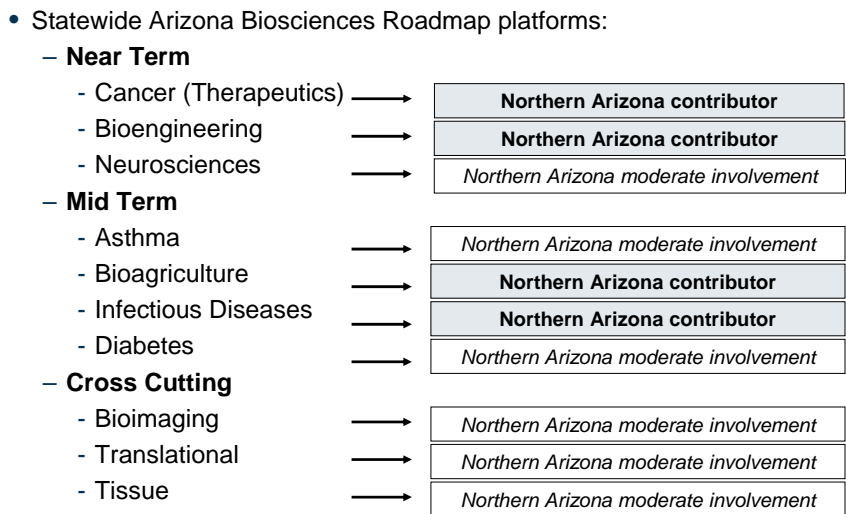 • Statewide Arizona Biosciences Roadmap platforms:
– Near Term
- Cancer (Therapeutics) Northern Arizona contributor
- Bioengineering Northern Arizona contributor
- Neurosciences Northern Arizona moderate involvement
– Mid Term
- Asthma Northern Arizona moderate involvement
- Bioagriculture Northern Arizona contributor
- Infectious Diseases Northern Arizona contributor
- Diabetes Northern Arizona moderate involvement
– Cross Cutting
- Bioimaging Northern Arizona moderate involvement
- Translational Northern Arizona moderate involvement
- Tissue Northern Arizona moderate involvement